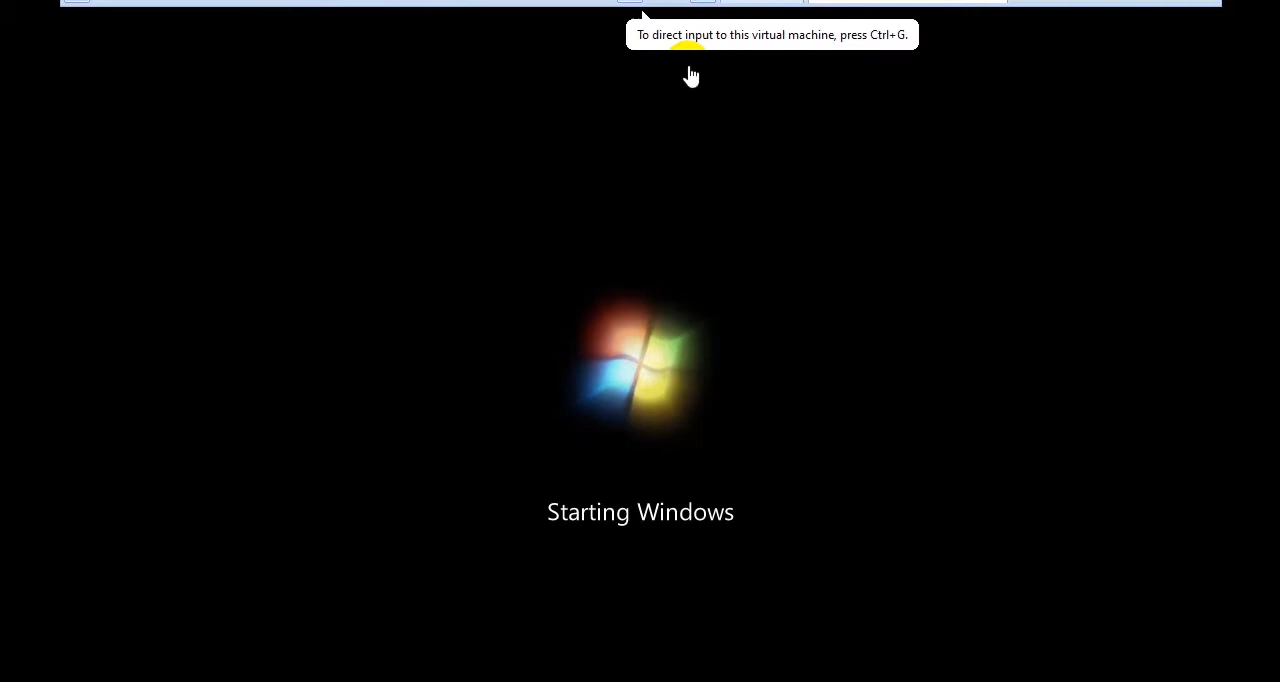 To direct input to this virtual machine, press Ctrl+G.
Starting Windows